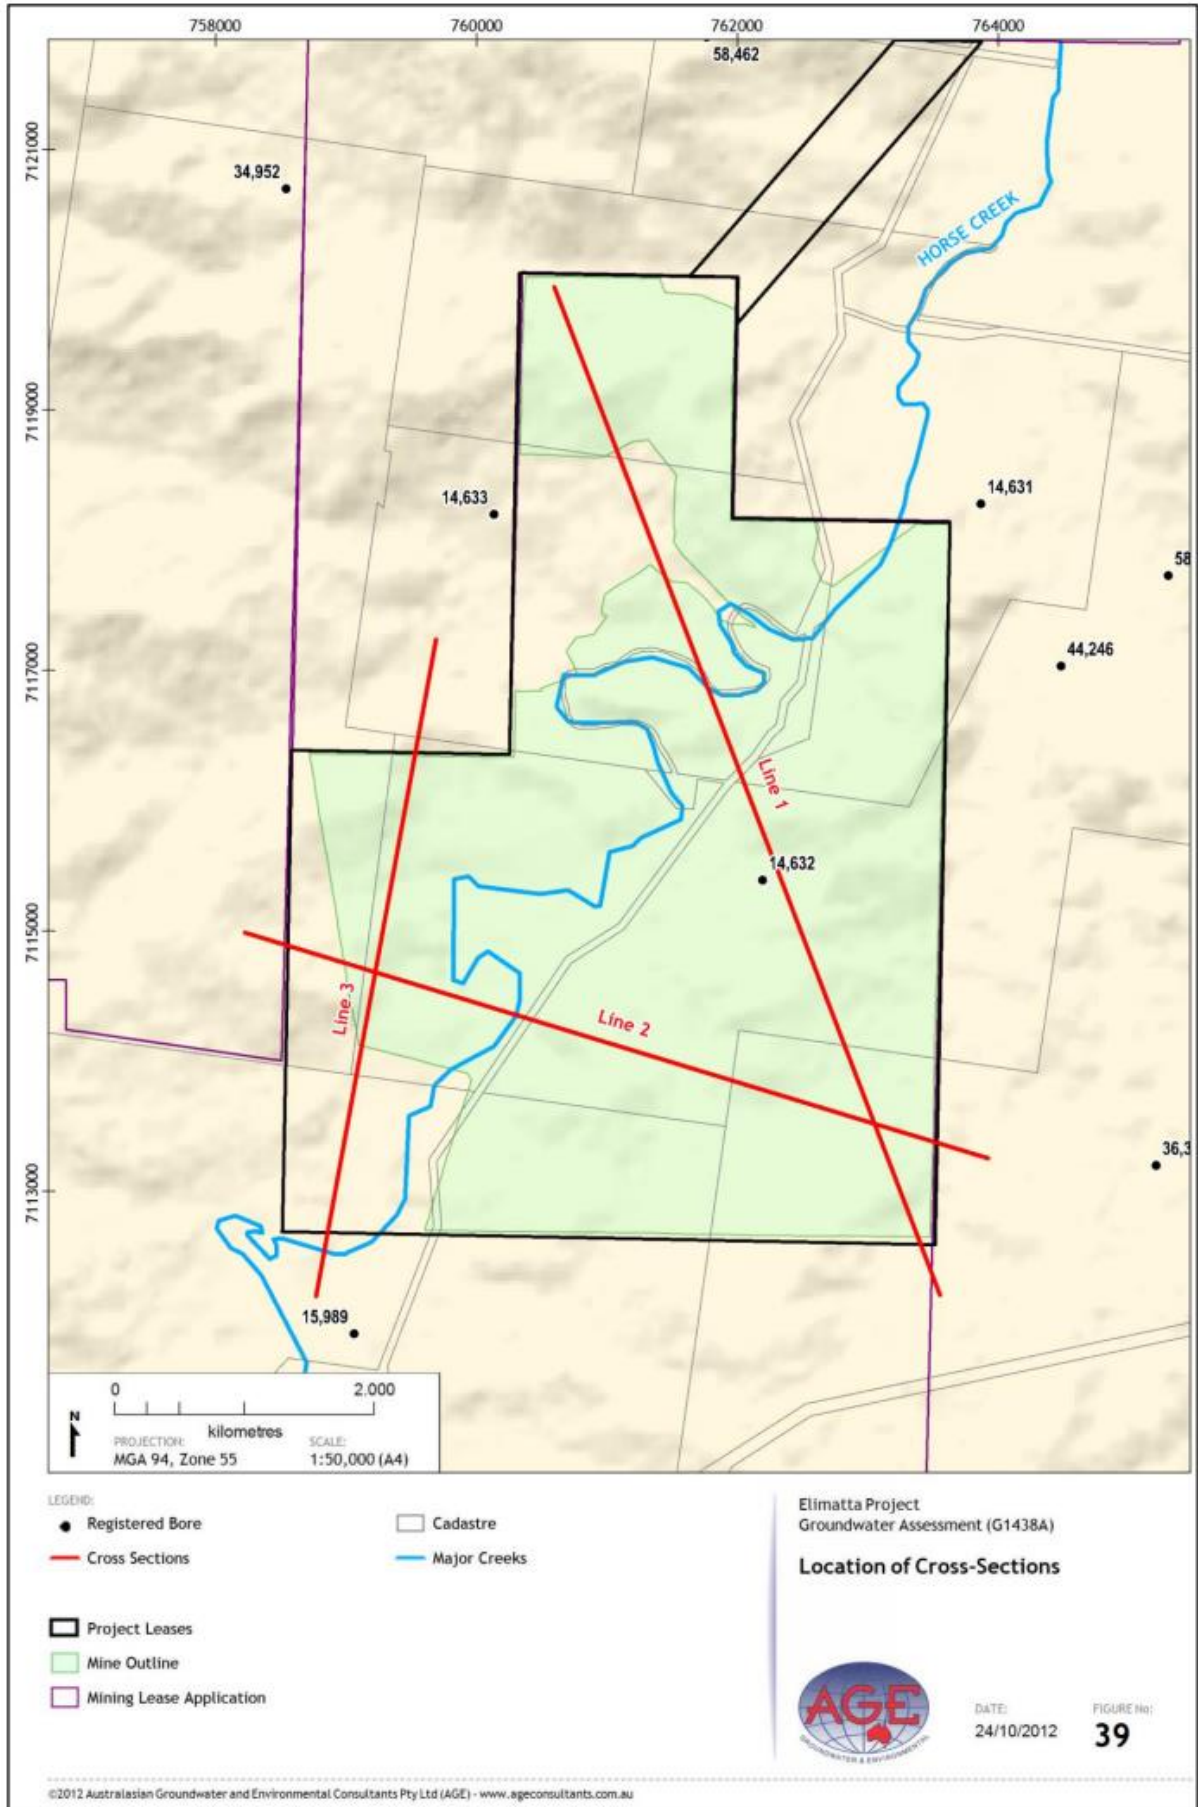 758000
760000
762000
764000
58,462
7121000
34,952
HORSE CREEK
7119000
14,633
14,631
58
7117000
44,246
Line 1
14,632
7115000
Line 3
Line 2
36,3
7113000
15,989
0 2.000
kilometres
N
PROJECTION: SCALE:
MGA 94, Zone 55 1:50,000 (A4)
LEGEND:
Registered Bore
Cross Sections
Project Leases
Mine Outline
Mining Lease Application
Cadastre
Major Creeks
Elimatta Project
Groundwater Assessment (G1438A)
Location of Cross-Sections
AGE
GROUNDWATER & ENVIRONMENTAL
DATE:
24/10/2012
FIGURE No:
39
©2012 Australasian Groundwater and Environmental Consultants Pty Ltd (AGE) - www.ageconsultants.com.au